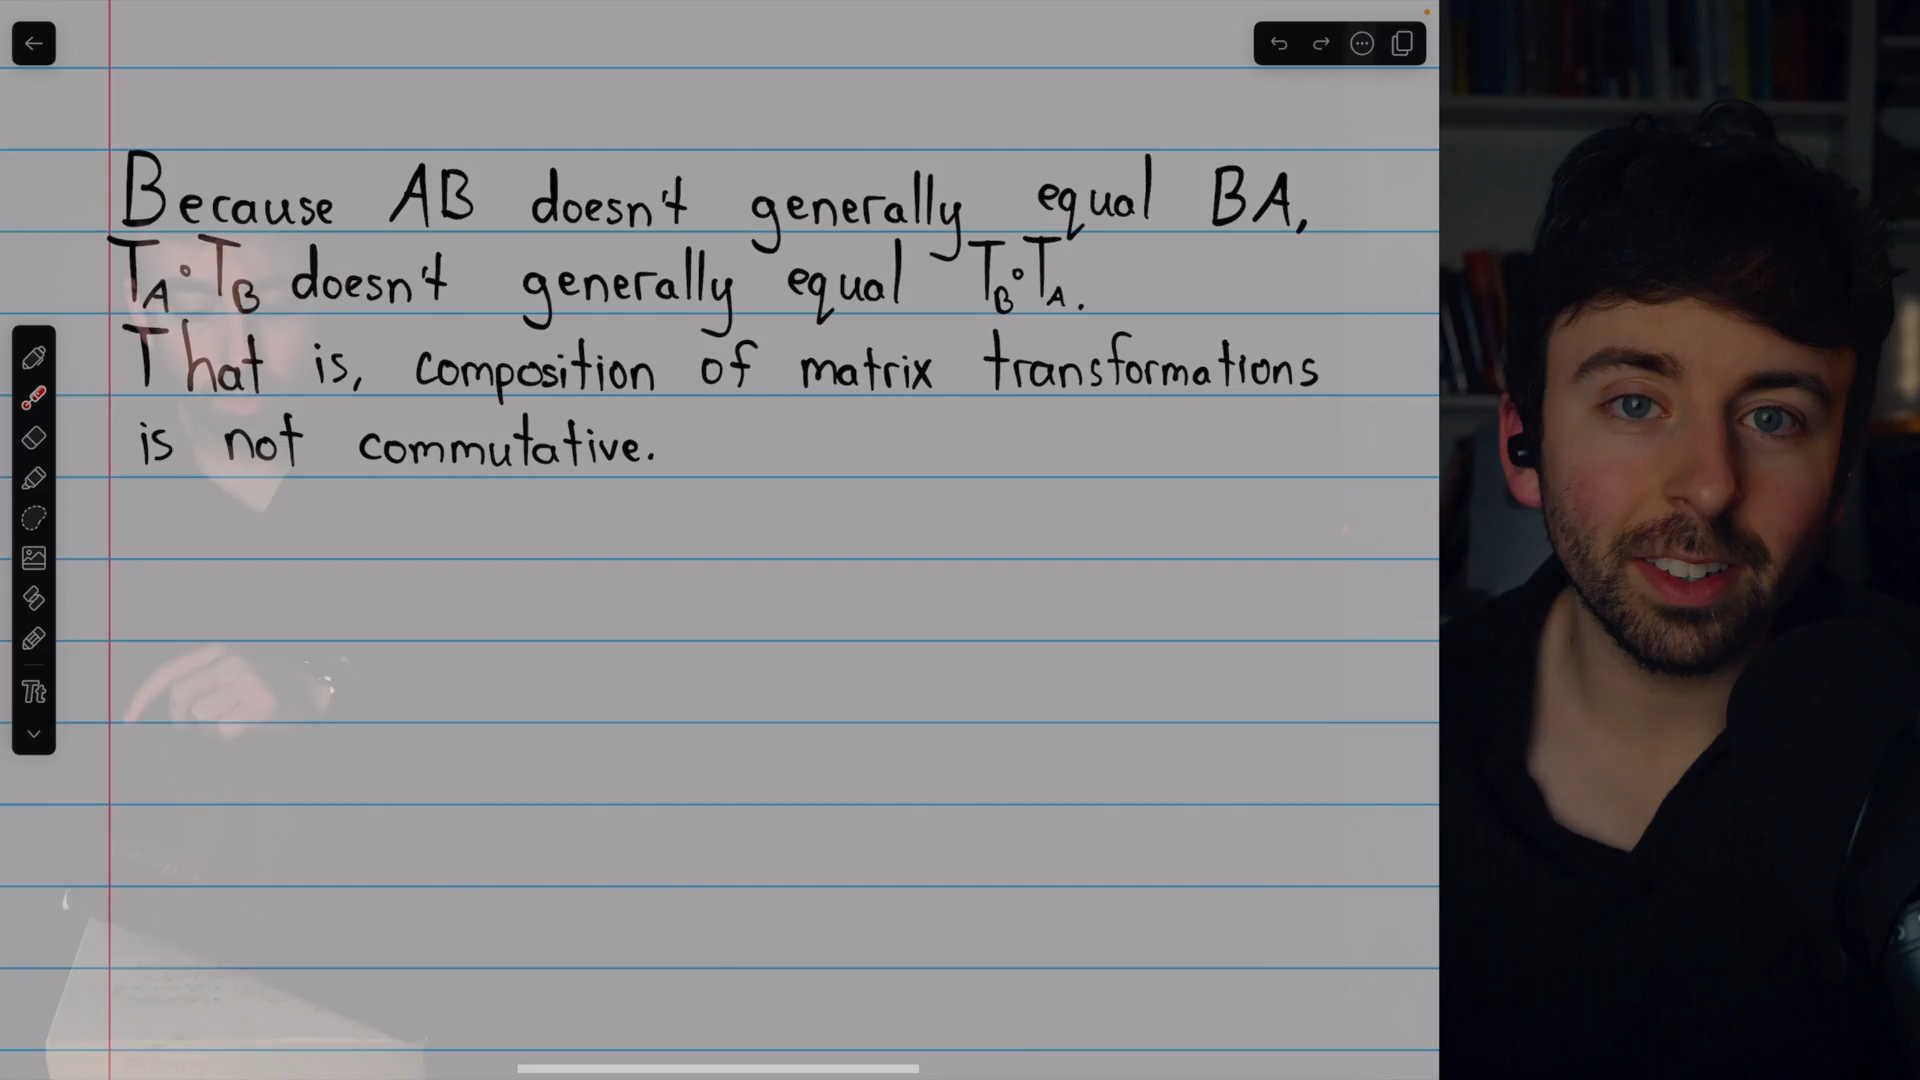 Because AB doesn't generally equal BA,
T_A∘T_B doesn't generally equal T_B∘T_A.
That is, composition of matrix transformations
is not commutative.
Tt